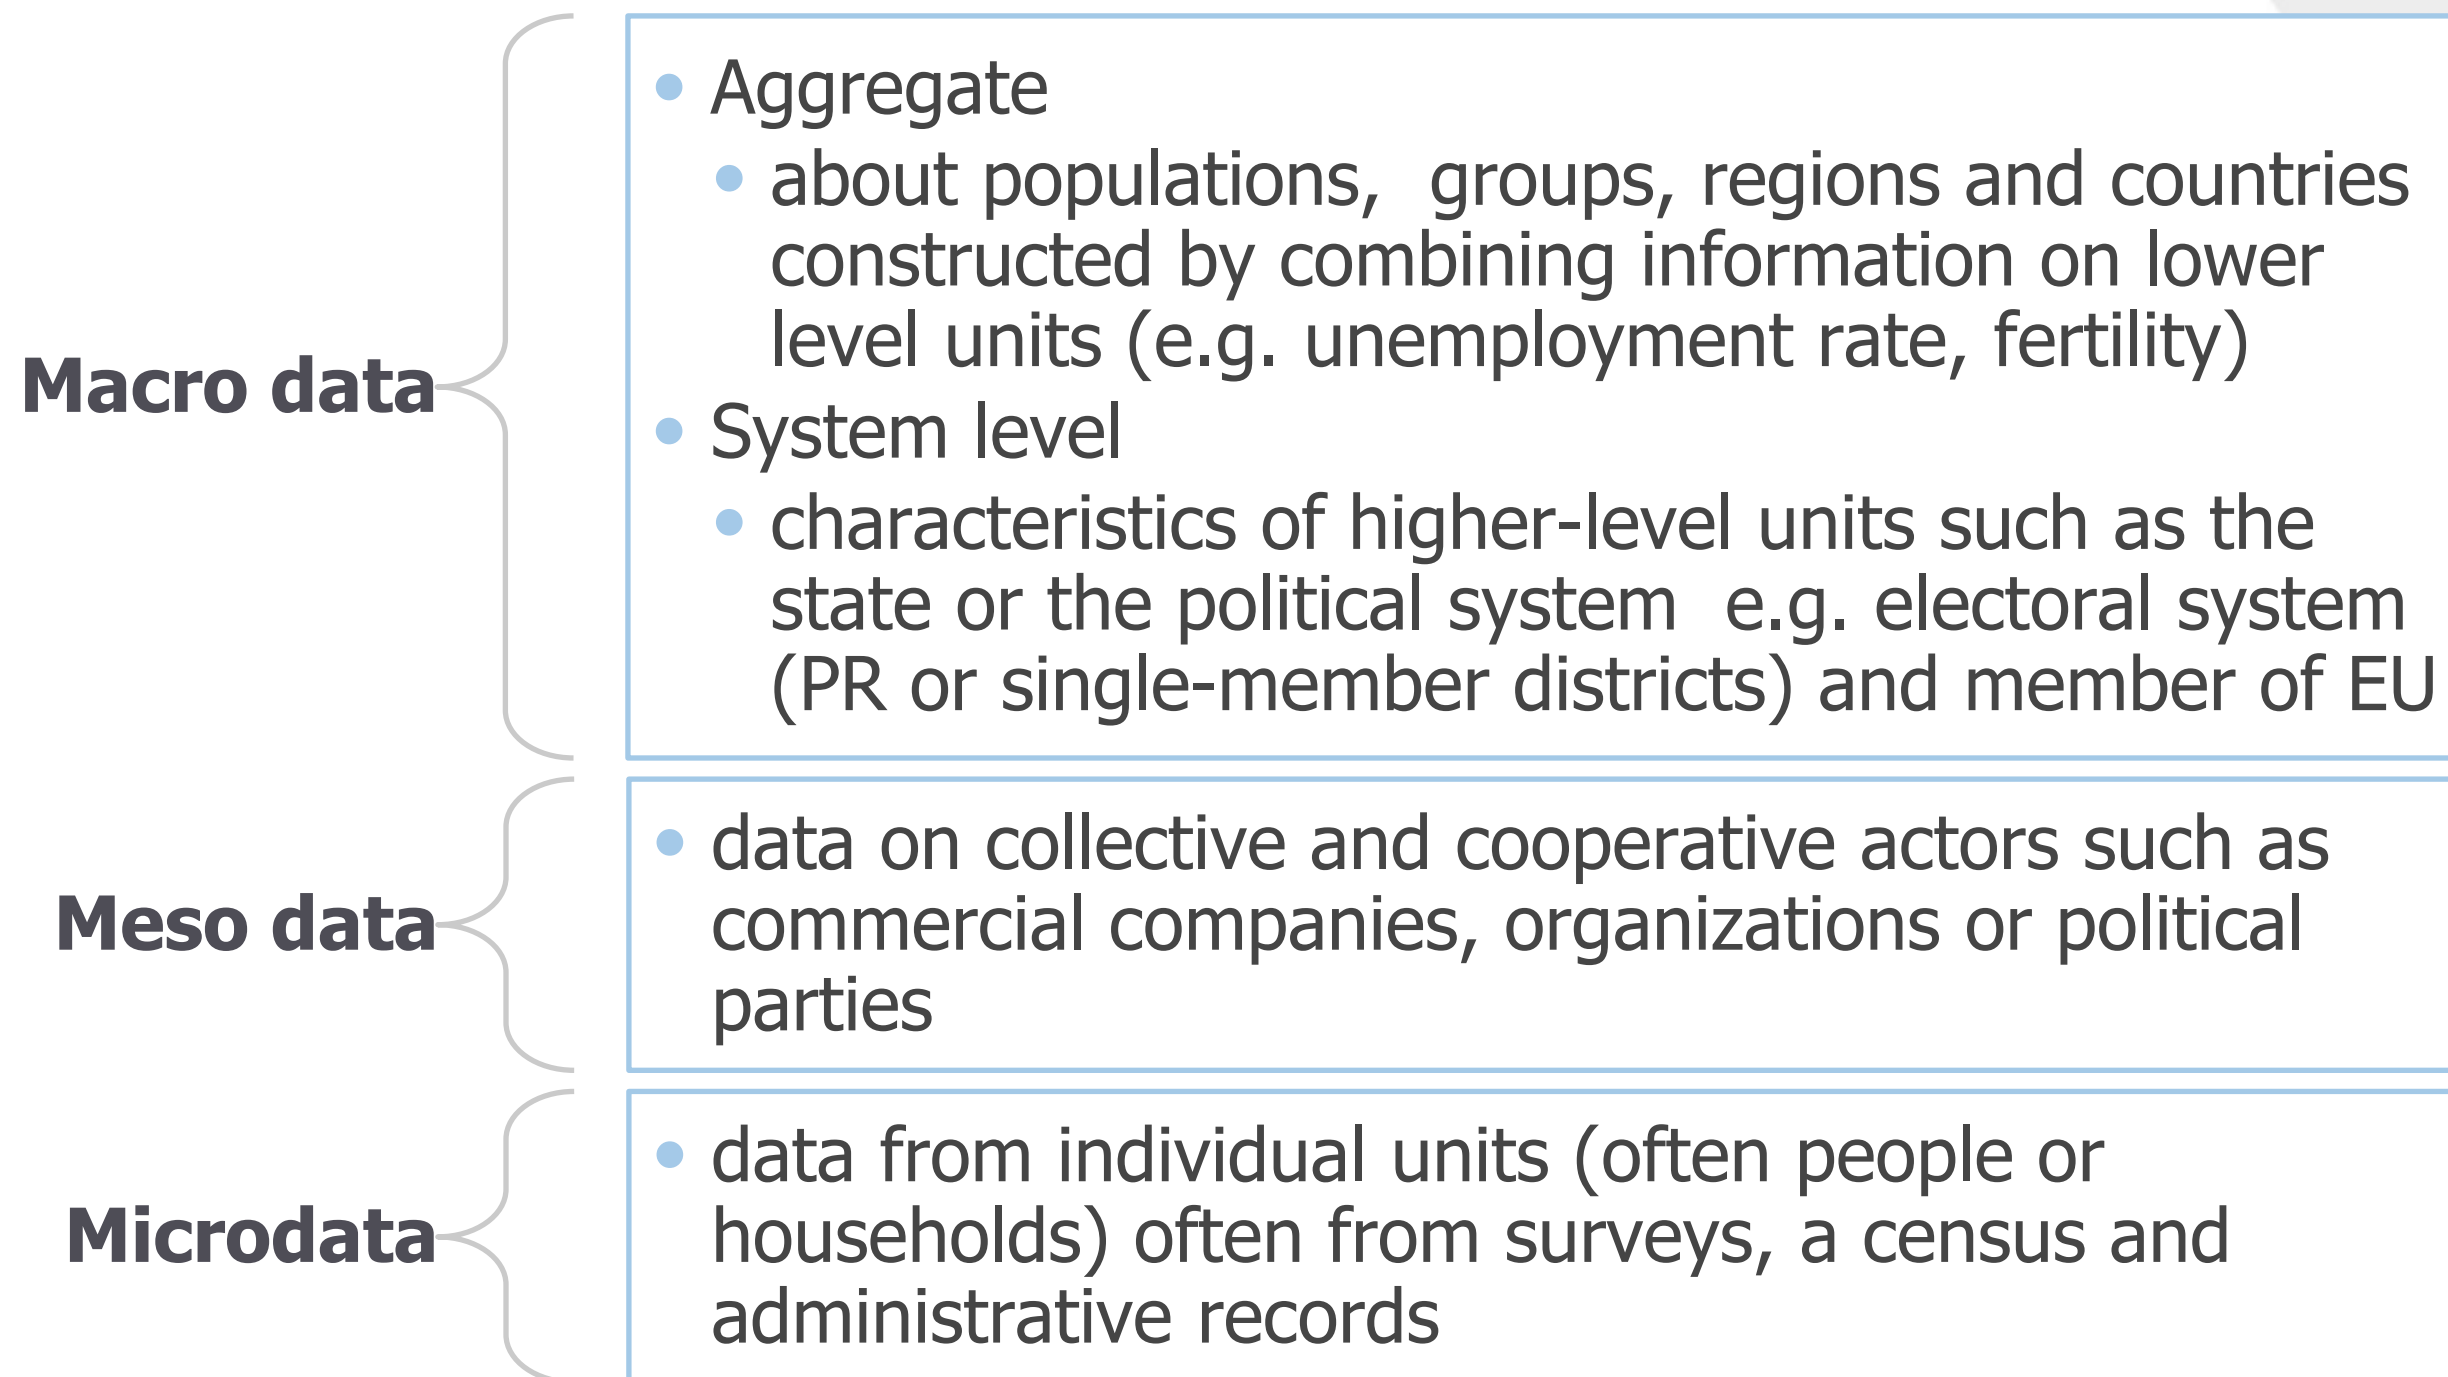 Macro data
• Aggregate
• about populations,  groups, regions and countries
constructed by combining information on lower
level units (e.g. unemployment rate, fertility)
• System level
• characteristics of higher-level units such as the
state or the political system  e.g. electoral system
(PR or single-member districts) and member of EU
Meso data
• data on collective and cooperative actors such as
commercial companies, organizations or political
parties
Microdata
• data from individual units (often people or
households) often from surveys, a census and
administrative records